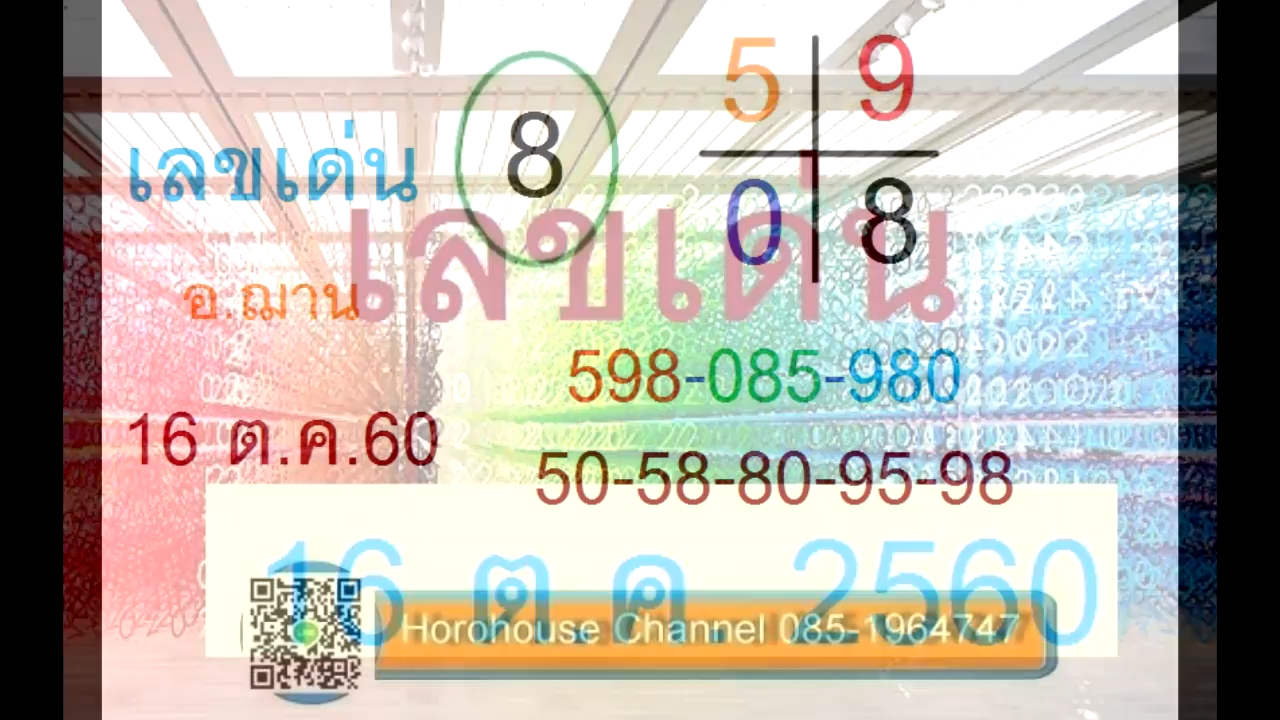 5 9
เลขเด่น 8
0 8
เลขเด่น
อ.ฌาน
598-085-980
16 ต.ค.60
50-58-80-95-98
16 ต.ค. 2560
Horohouse Channel 085-1964747